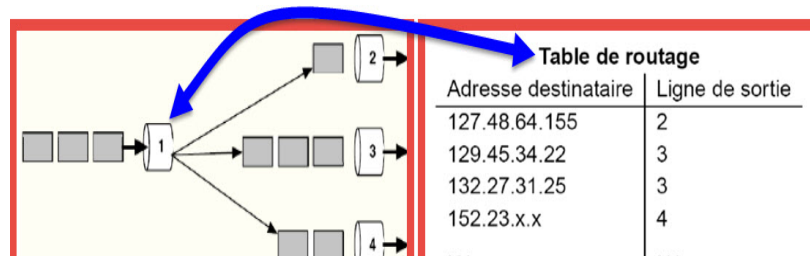 1
2
3
4
Table de routage
Adresse destinataire Ligne de sortie
127.48.64.155 2
129.45.34.22 3
132.27.31.25 3
152.23.x.x 4